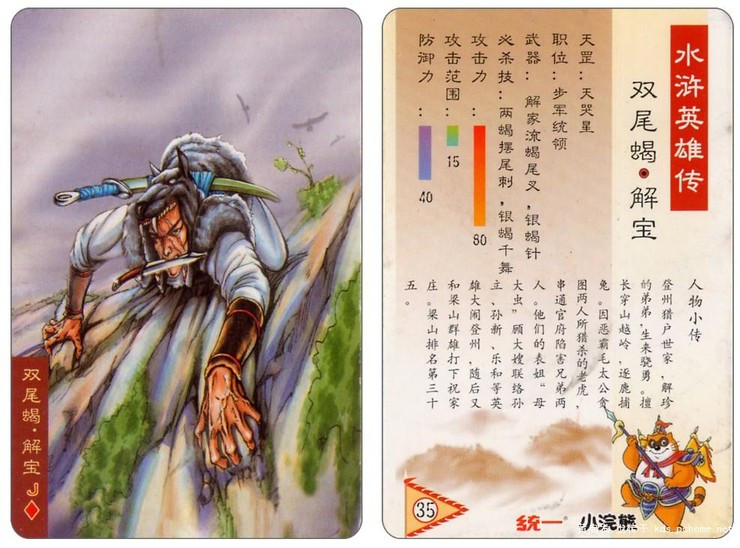 双尾蝎·解宝
J
水浒英雄传
双尾蝎·解宝
天罡：天哭星
职位：步军统领
武器：解家流蝎尾叉，银蝎针
必杀技：两蝎摆尾刺，银蝎千舞
攻击力：
80
攻击范围：
15
防御力：
40
人物小传
登州猎户世家，解珍
的弟弟，生来骁勇。擅
长穿山越岭，逐鹿捕
兔。因恶霸毛太公贪
图两人所猎杀的老虎，
串通官府陷害兄弟两
人。他们的表姐“母
大虫”顾大嫂联络孙
立、孙新、乐和等英
雄大闹登州，随后又
和梁山群雄打下祝家
庄。梁山排名第三十
五。
35
统一
小浣熊